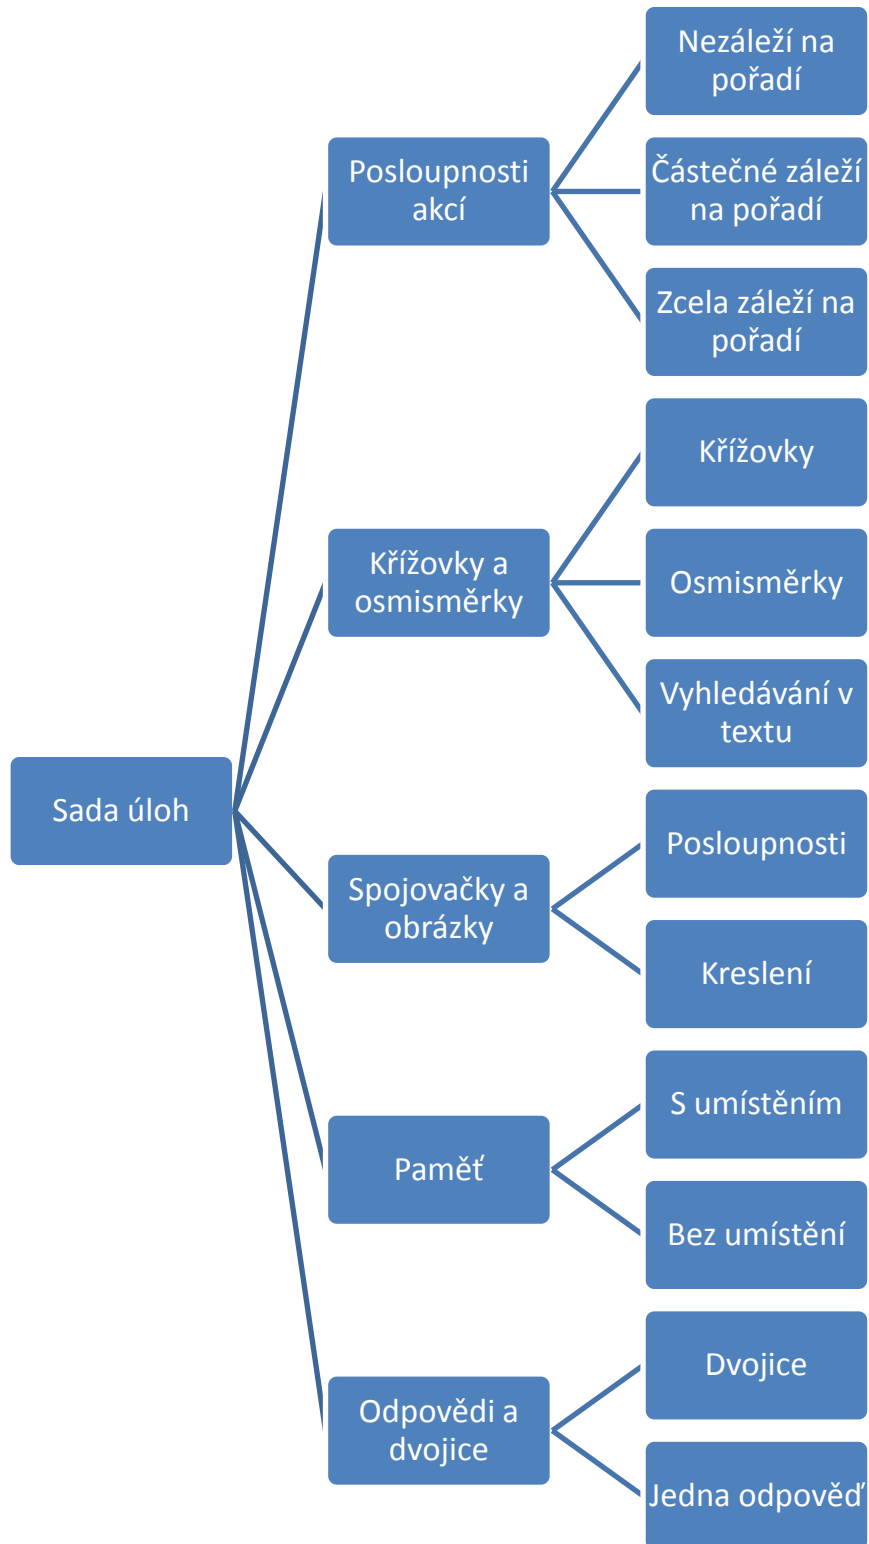 Nezáleží na
pořadí
Posloupnosti
akcí
Částečné záleží
na pořadí
Zcela záleží na
pořadí
Křížovky
Křížovky a
osmisměrky
Osmisměrky
Vyhledávání v
textu
Sada úloh
Posloupnosti
Spojovačky a
obrázky
Kreslení
S umístěním
Paměť
Bez umístění
Dvojice
Odpovědi a
dvojice
Jedna odpověď